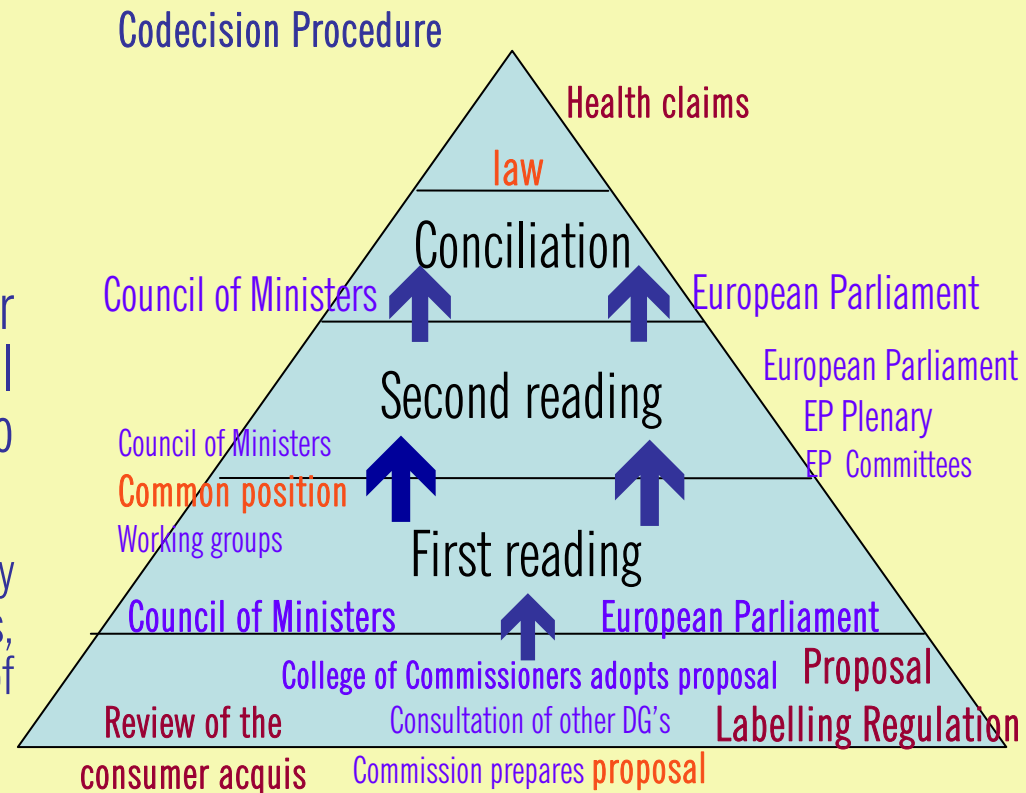 Codecision Procedure
Health claims
law
Conciliation
Council of Ministers
European Parliament
European Parliament
Second reading
EP Plenary
Council of Ministers
EP Committees
Common position
Working groups
First reading
Council of Ministers
European Parliament
College of Commissioners adopts proposal
Proposal
Review of the
Consultation of other DG's
Labelling Regulation
consumer acquis
Commission prepares proposal
of